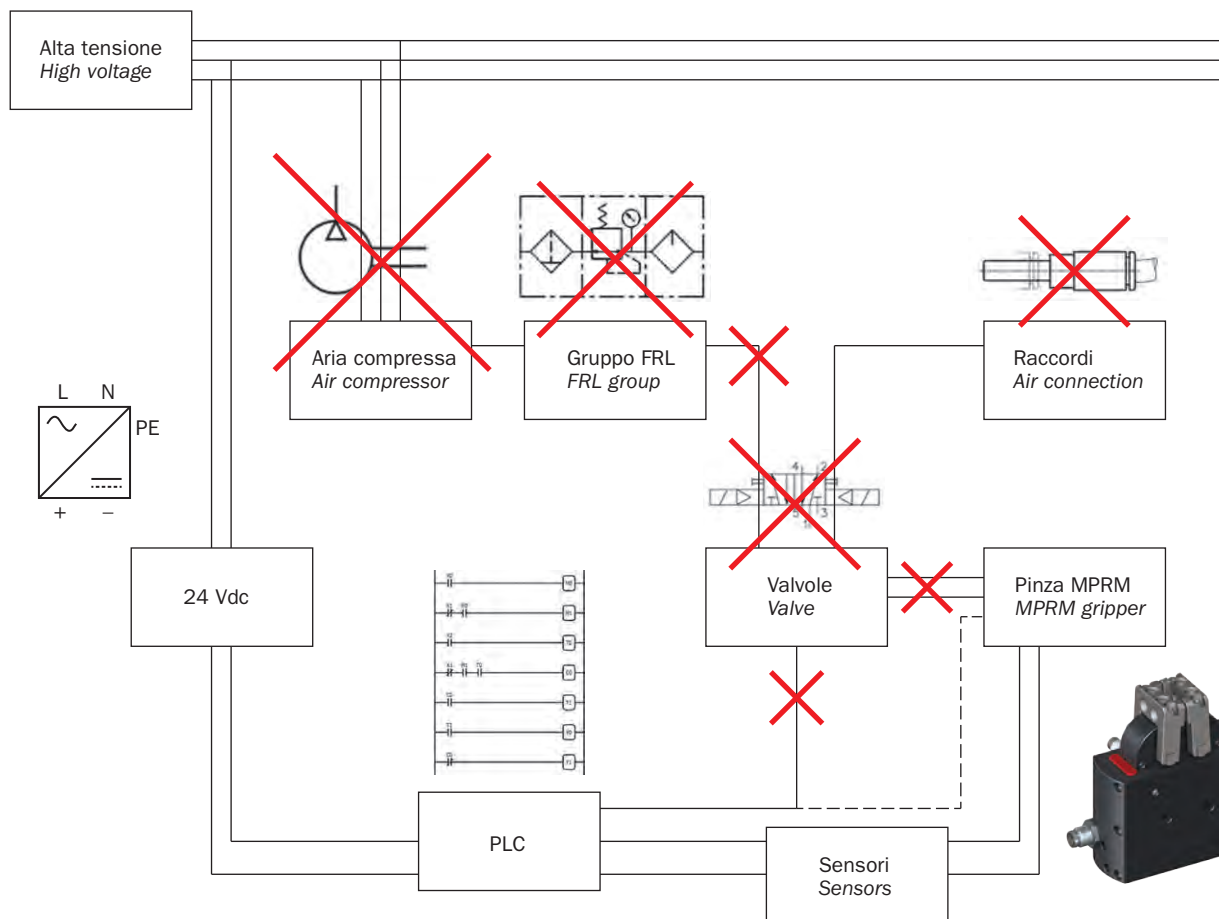 Alta tensione
High voltage
Aria compressa
Air compressor
Gruppo FRL
FRL group
Raccordi
Air connection
L N
PE
+ −
4 2
5 3
24 Vdc
Valvole
Valve
Pinza MPRM
MPRM gripper
PLC
Sensori
Sensors